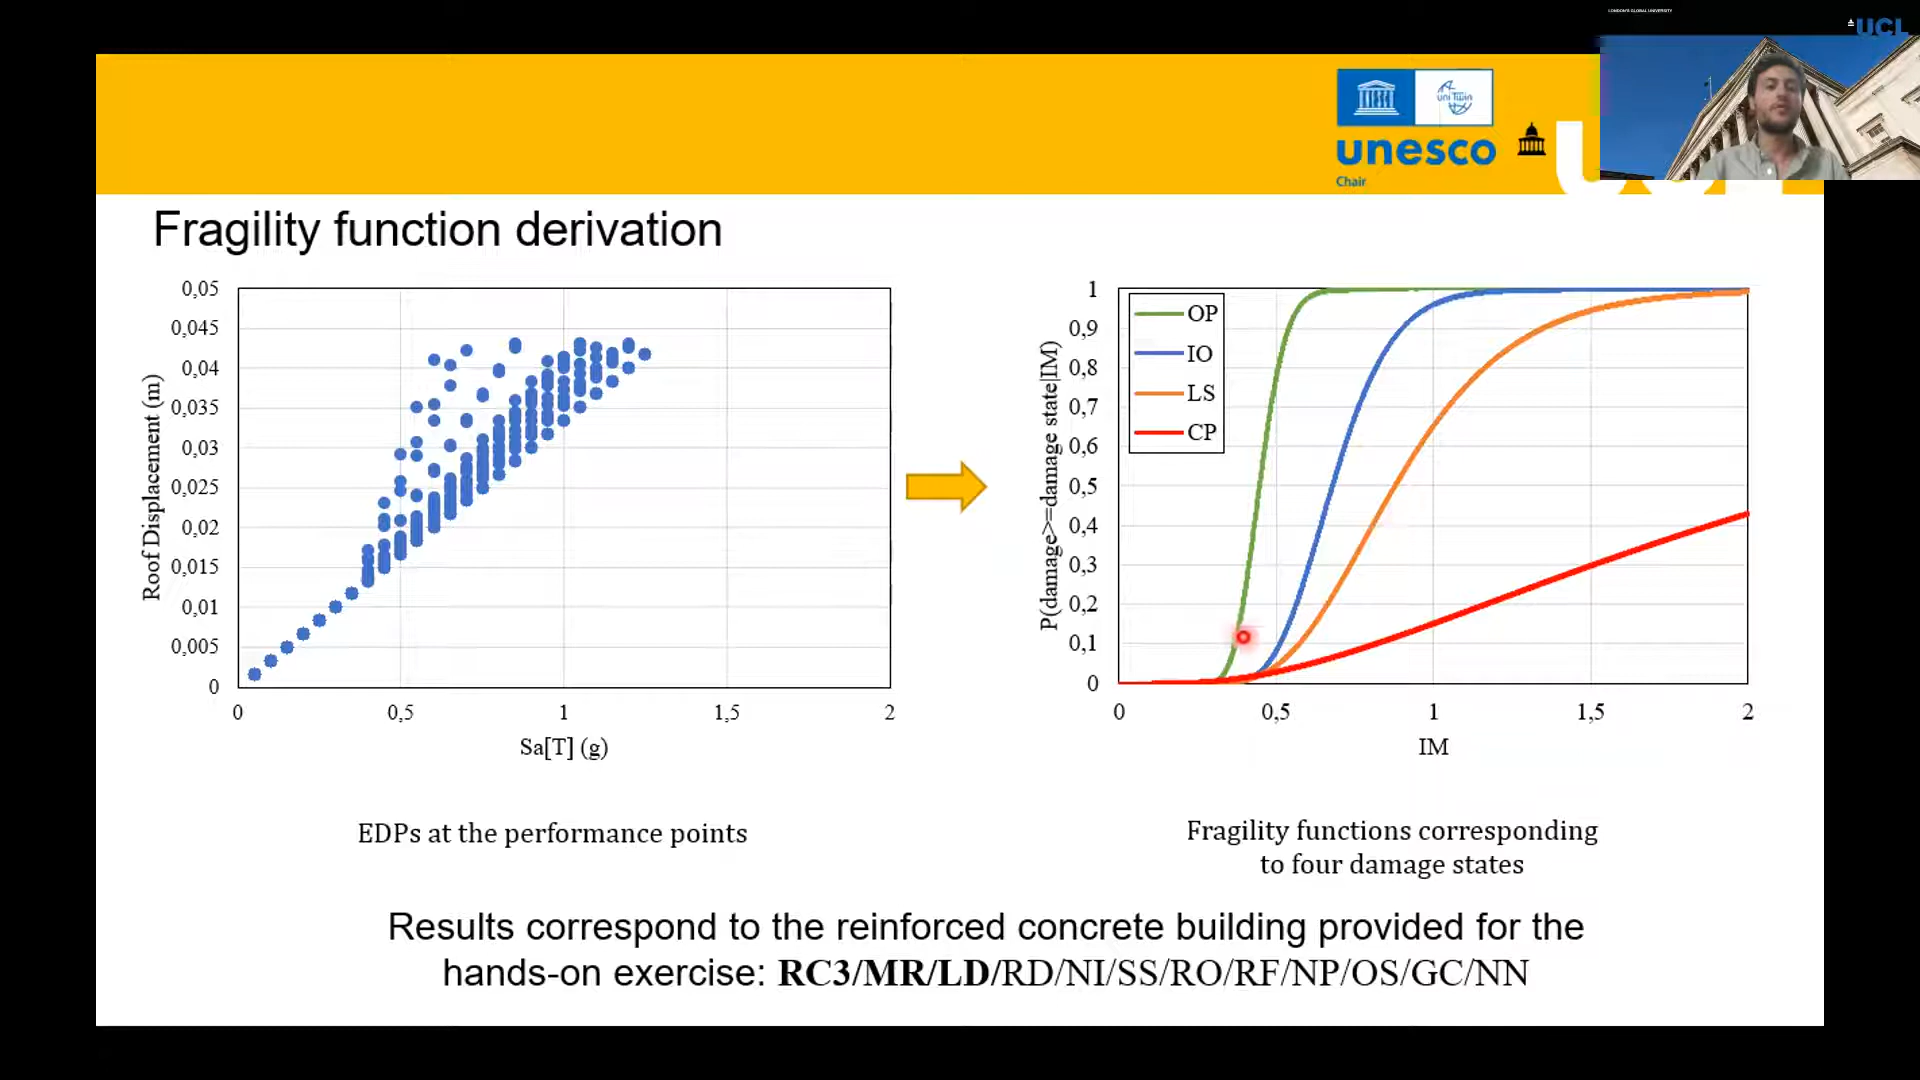 LONDON'S GLOBAL UNIVERSITY
UCL
uni Twin
unesco
Chair
Fragility function derivation
0,05
0,045
0,04
0,035
0,03
0,025
0,02
0,015
0,01
0,005
0
Roof Displacement (m)
0
0,5
1
1,5
2
Sa[T] (g)
EDPs at the performance points
1
0,9
0,8
0,7
0,6
0,5
0,4
0,3
0,2
0,1
0
P(damage>=damage state|IM)
OP
IO
LS
CP
0
0,5
1
1,5
2
IM
Fragility functions corresponding
to four damage states
Results correspond to the reinforced concrete building provided for the
hands-on exercise: RC3/MR/LD/RD/NI/SS/RO/RF/NP/OS/GC/NN